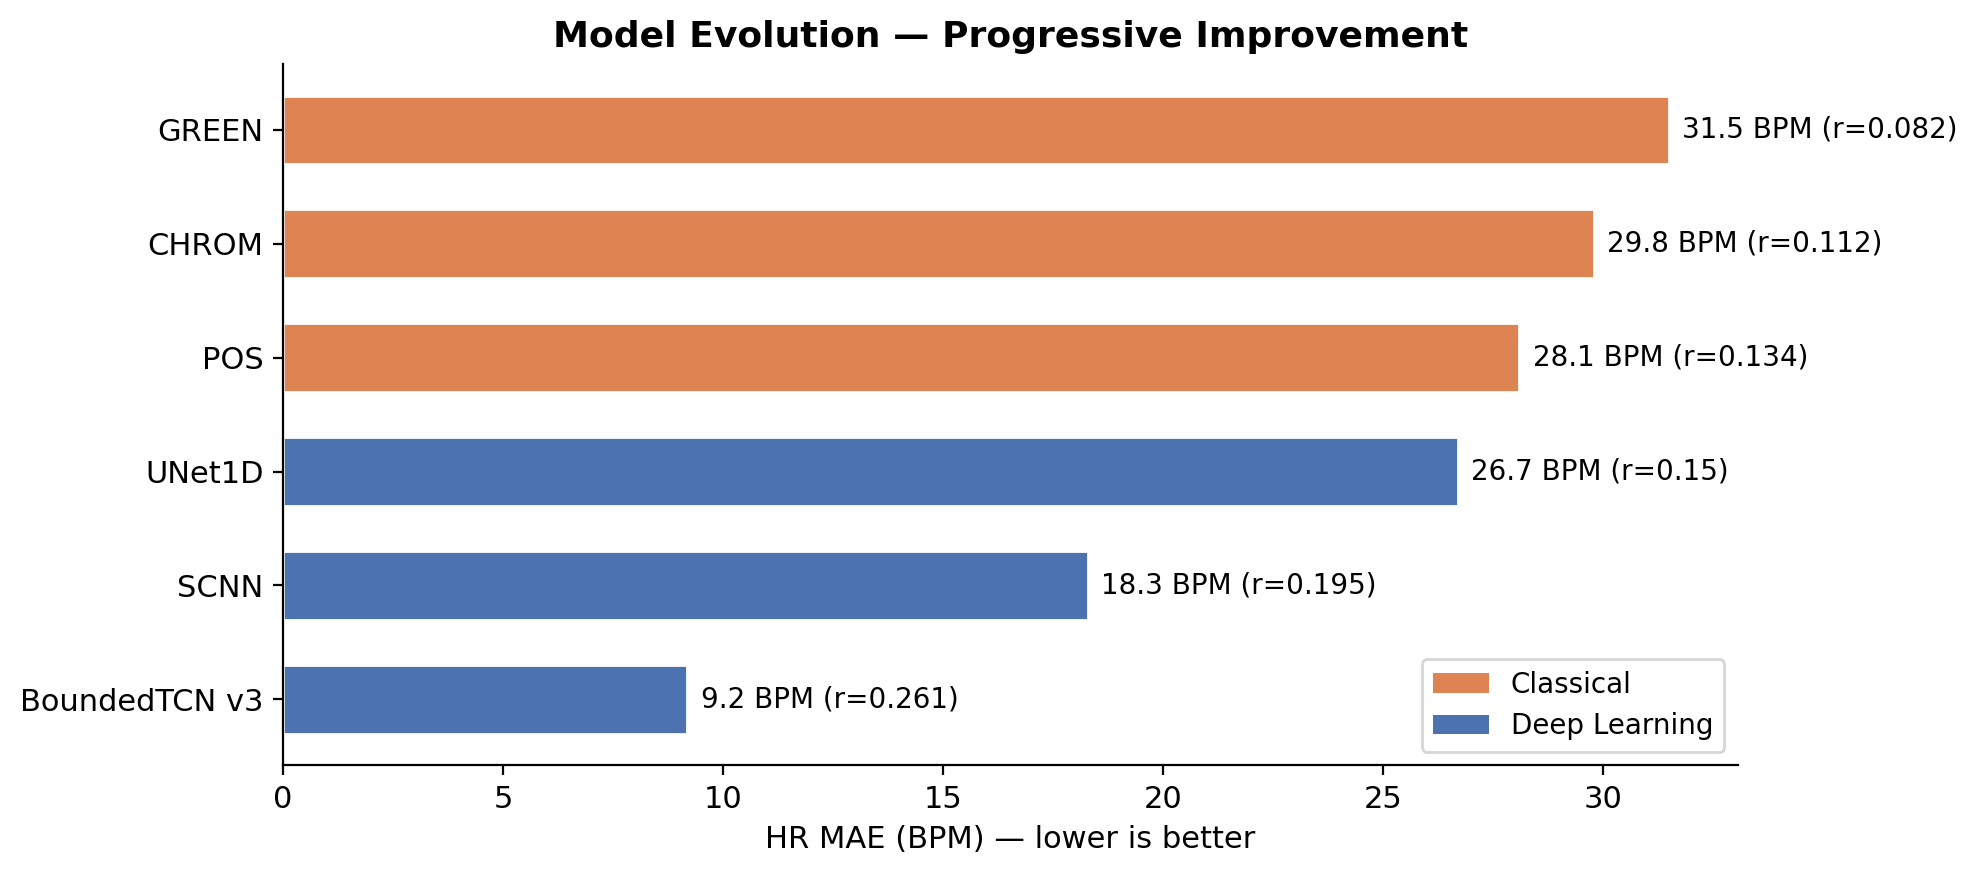 Model Evolution — Progressive Improvement
GREEN
31.5 BPM (r=0.082)
CHROM
29.8 BPM (r=0.112)
POS
28.1 BPM (r=0.134)
UNet1D
26.7 BPM (r=0.15)
SCNN
18.3 BPM (r=0.195)
BoundedTCN v3
9.2 BPM (r=0.261)
Classical
Deep Learning
0 5 10 15 20 25 30
HR MAE (BPM) — lower is better